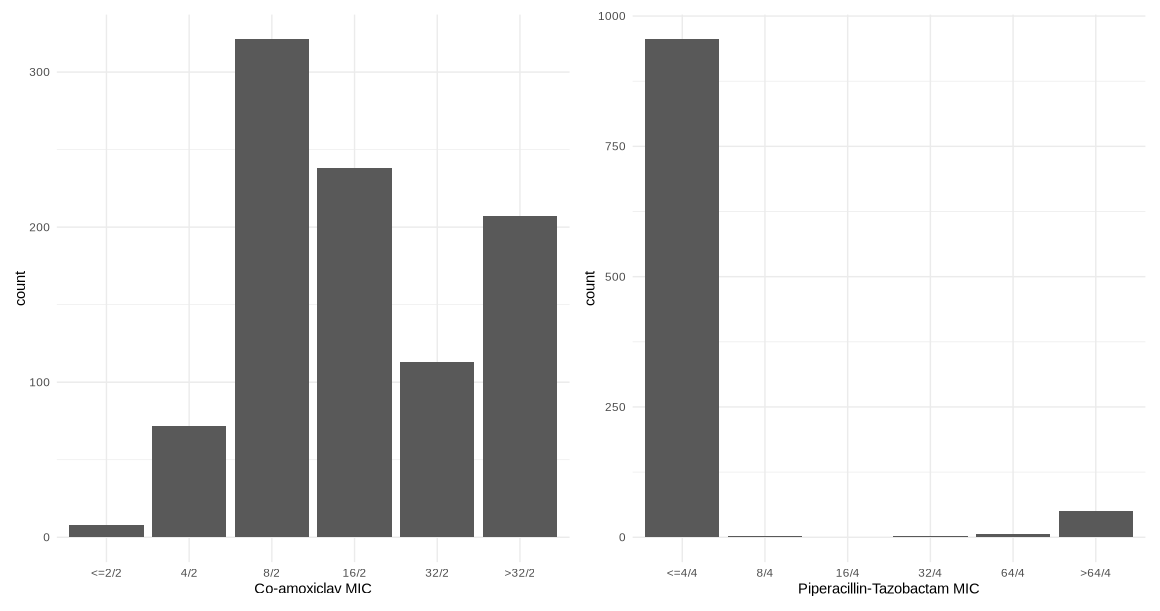 300
200
100
0
count
<=2/2 4/2 8/2 16/2 32/2 >32/2
Co-amoxiclav MIC
1000
750
500
250
0
count
<=4/4 8/4 16/4 32/4 64/4 >64/4
Piperacillin-Tazobactam MIC